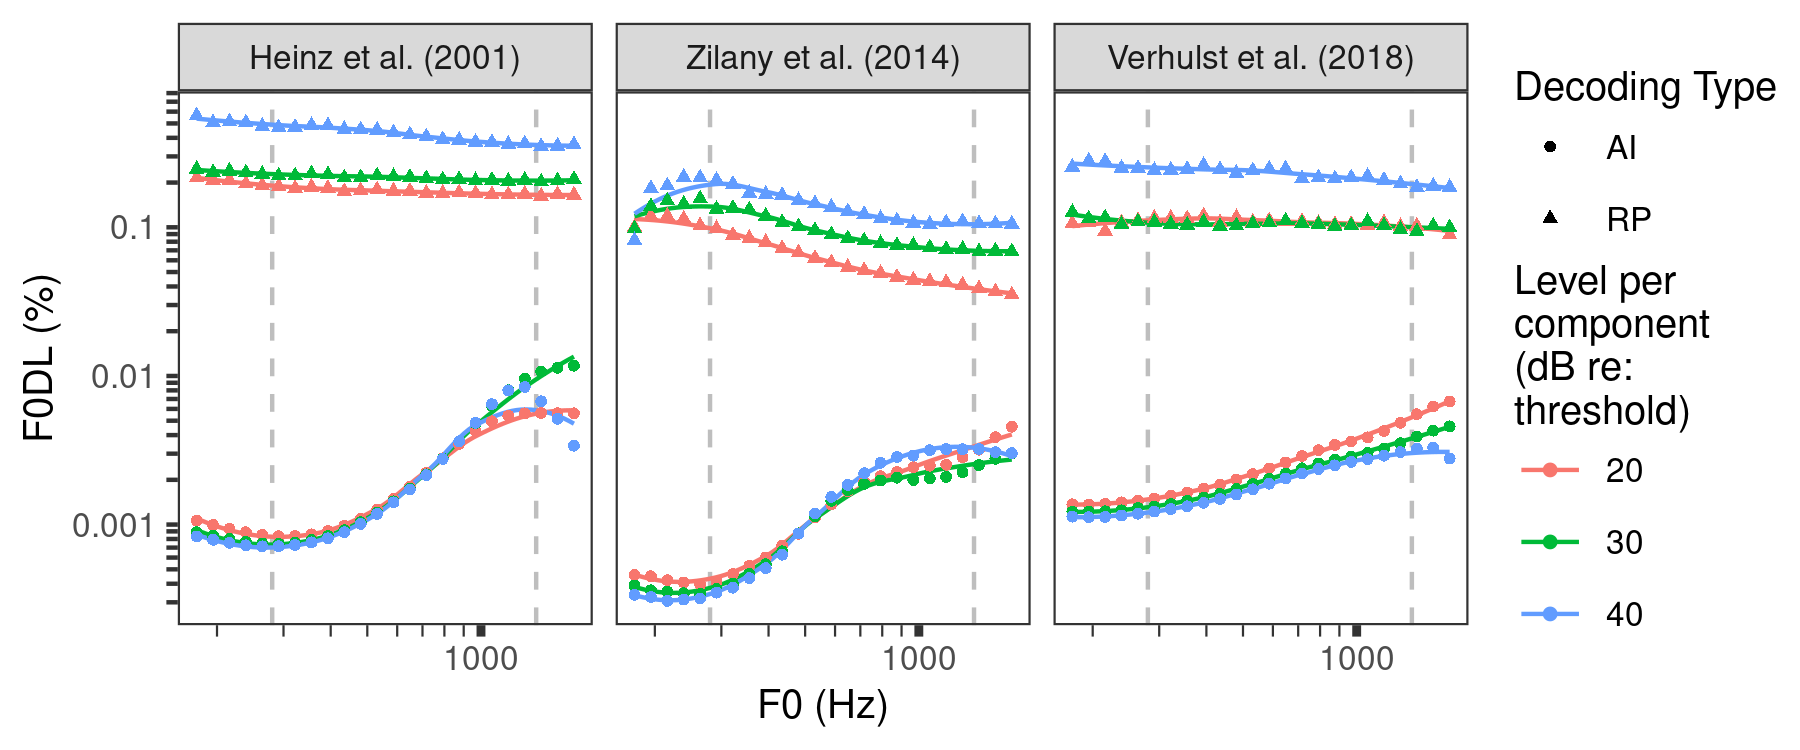 Heinz et al. (2001)
Zilany et al. (2014)
Verhulst et al. (2018)
F0DL (%)
0.1
0.01
0.001
1000
1000
1000
F0 (Hz)
Decoding Type
AI
RP
Level per
component
(dB re:
threshold)
20
30
40